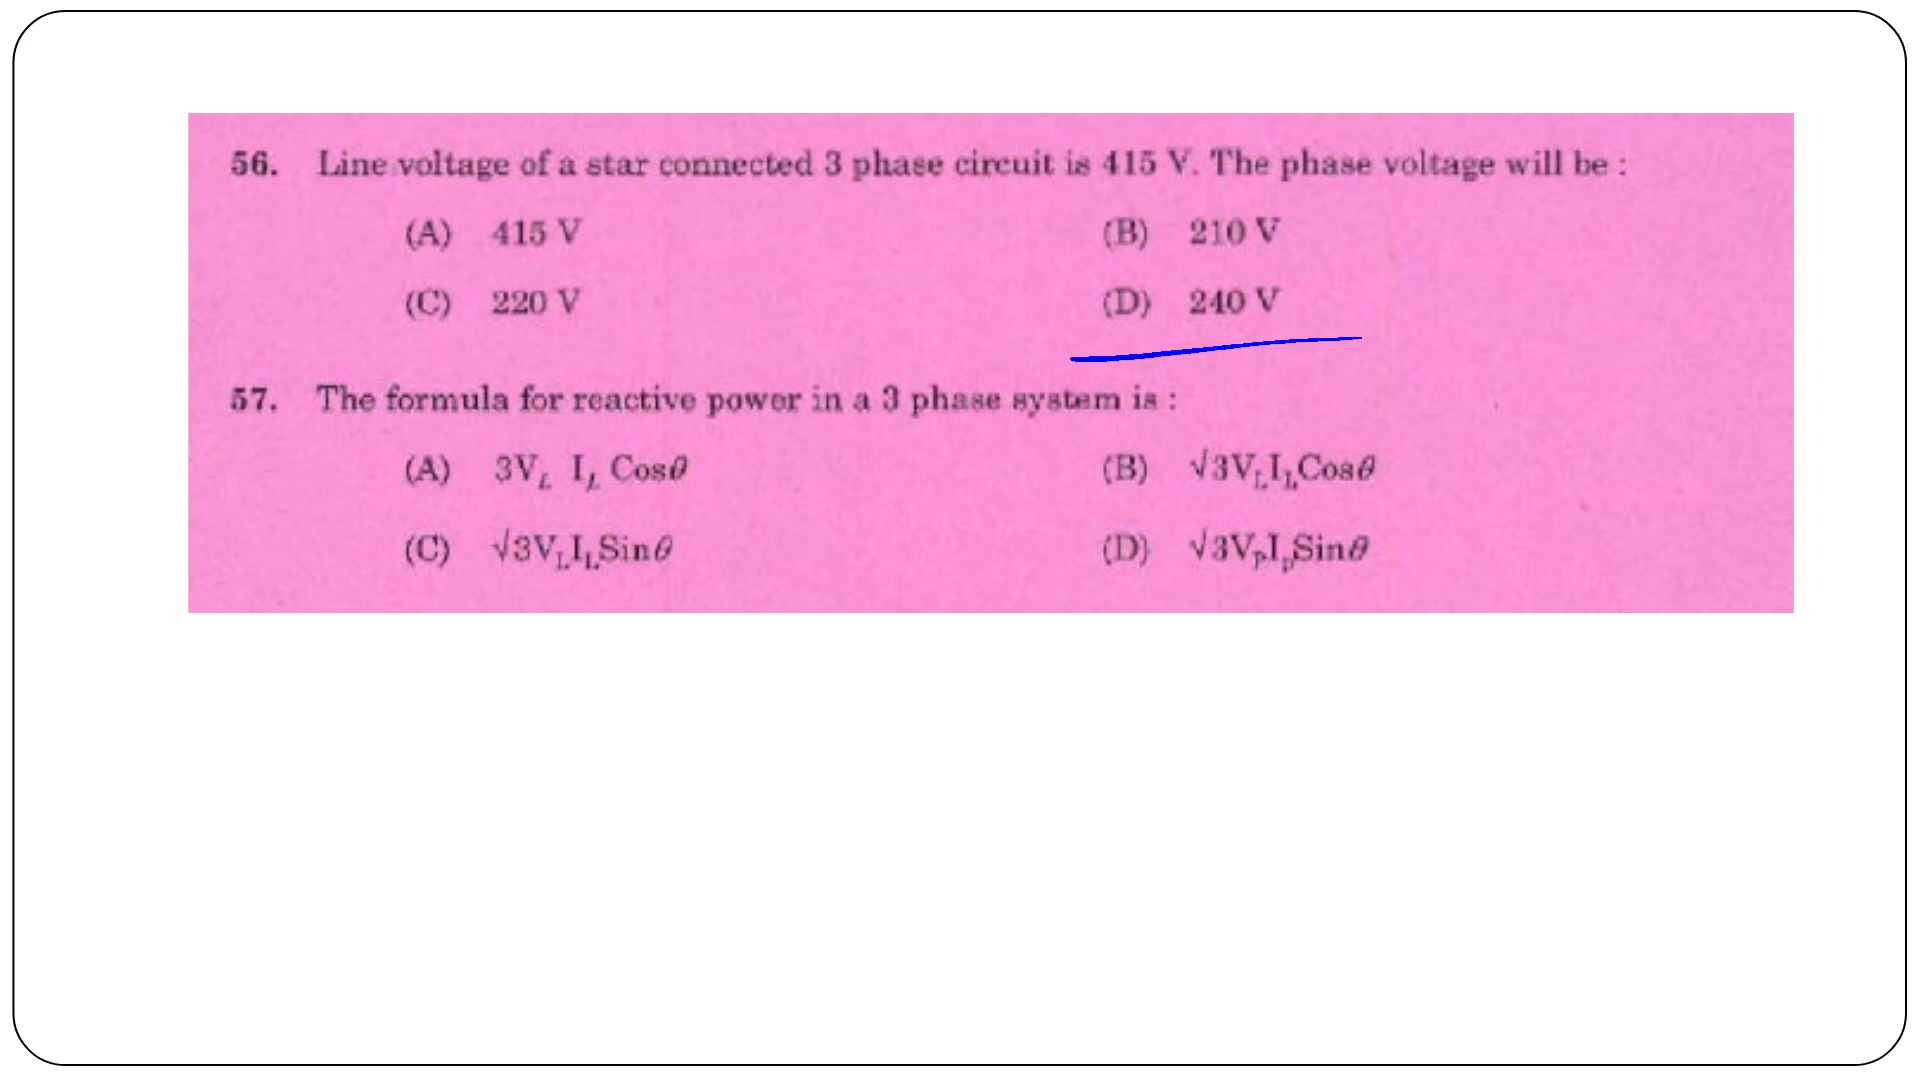 56. Line voltage of a star connected 3 phase circuit is 415 V. The phase voltage will be :
(A) 415 V (B) 210 V
(C) 220 V (D) 240 V
57. The formula for reactive power in a 3 phase system is :
(A) 3V_L I_L Cosθ (B) √3V_LI_LCosθ
(C) √3V_LI_LSinθ (D) √3V_PI_PSinθ